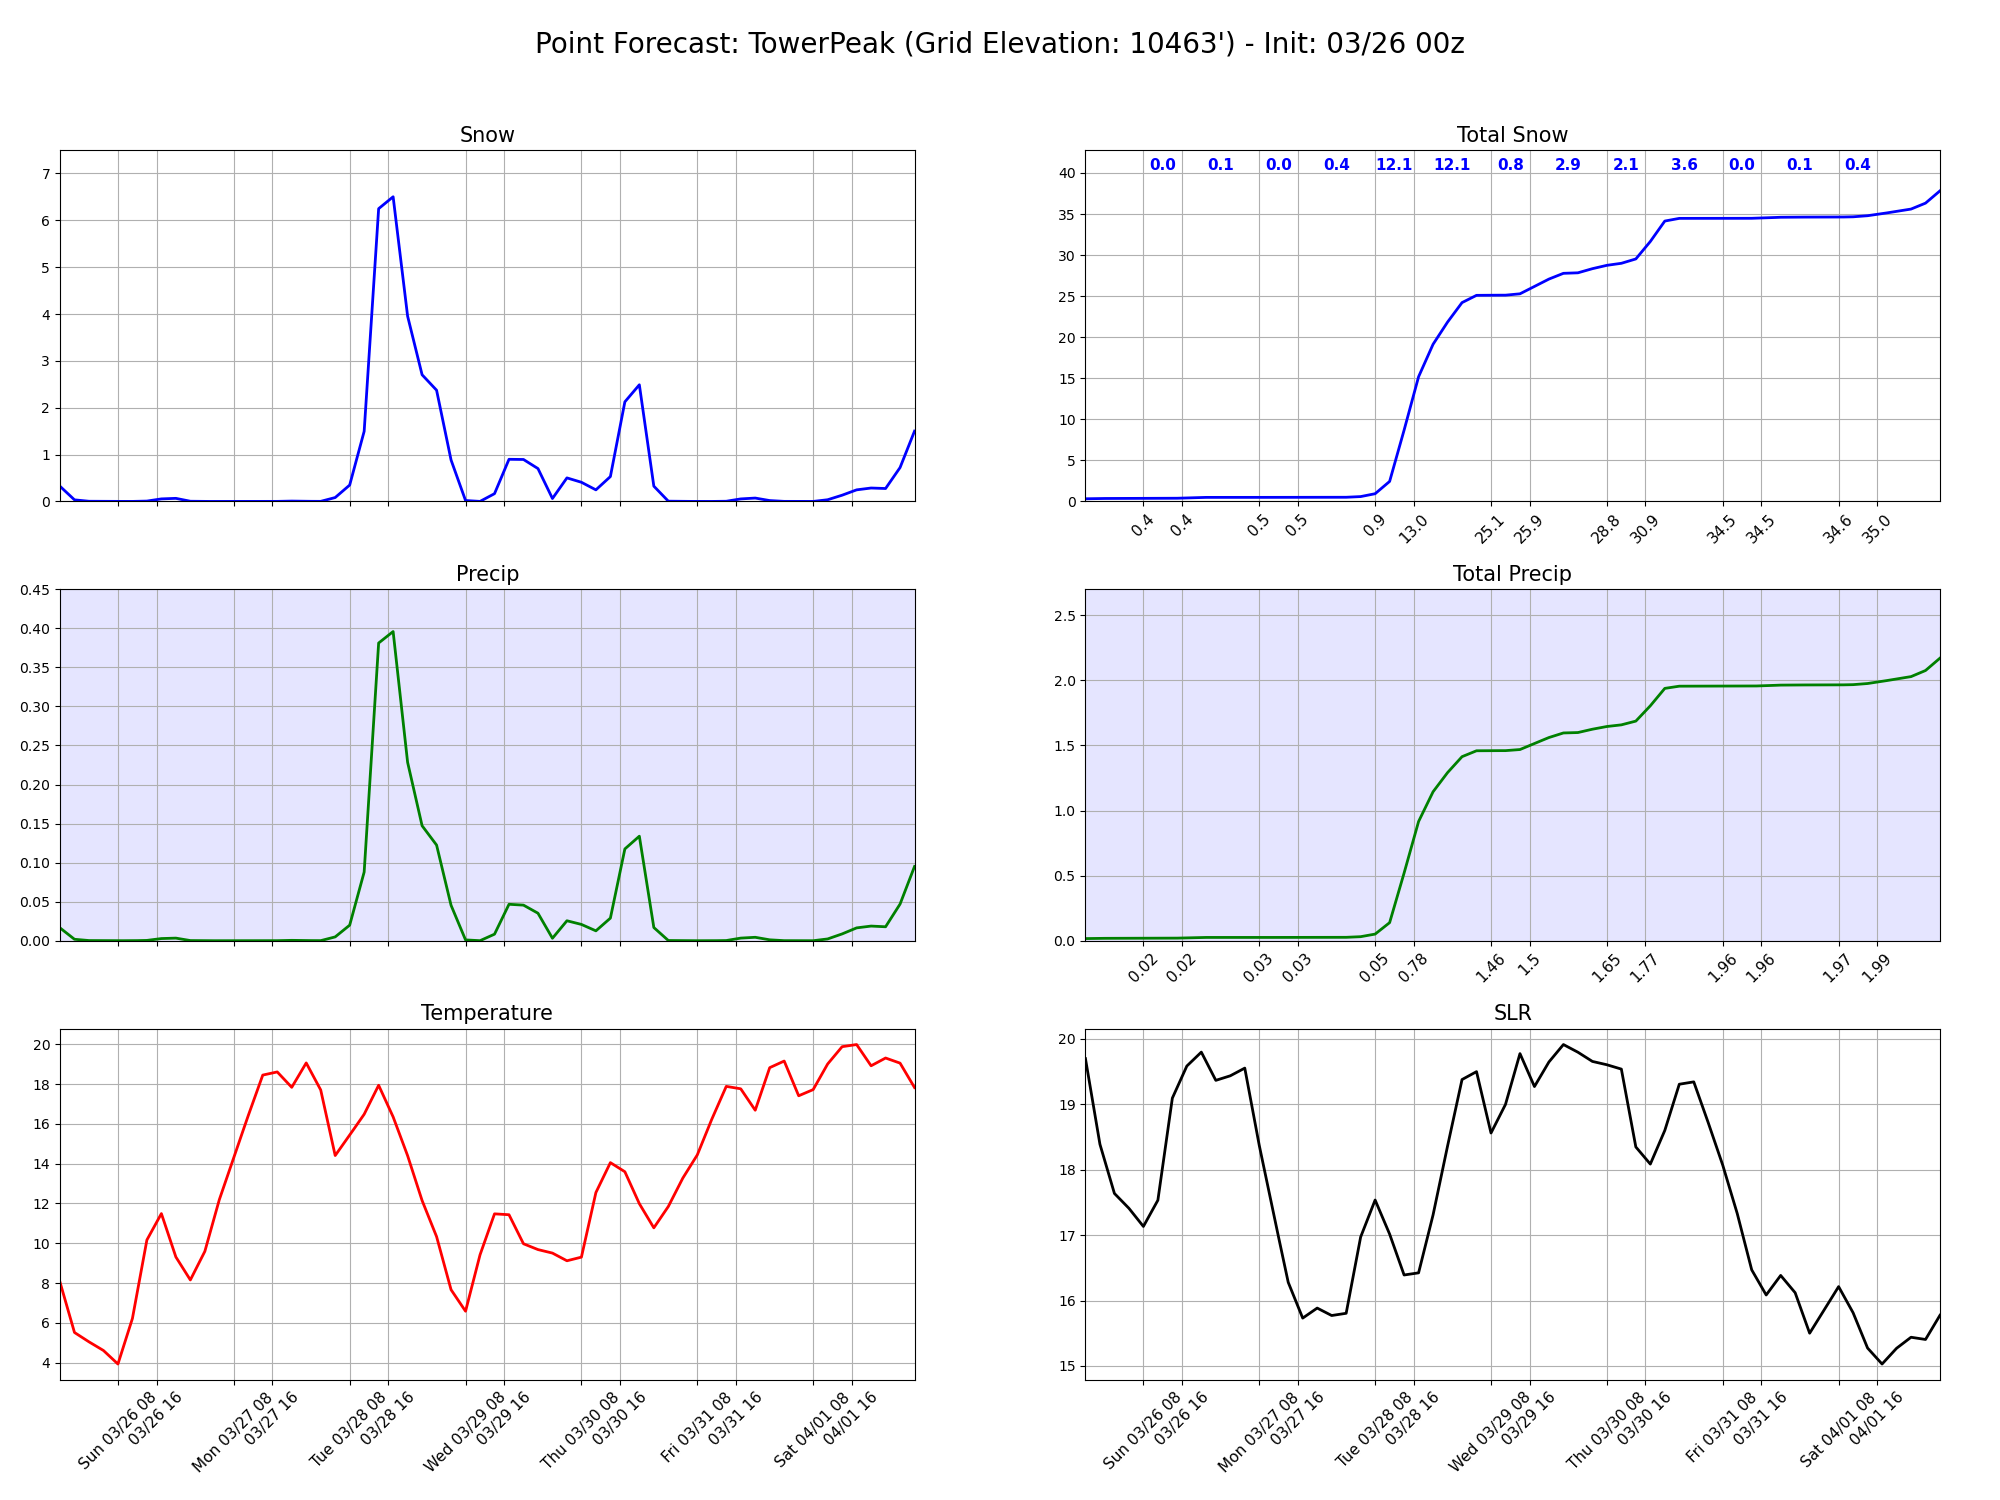 Point Forecast: TowerPeak (Grid Elevation: 10463') - Init: 03/26 00z
Snow
7
6
5
4
3
2
1
0
Total Snow
0.0 0.1 0.0 0.4 12.1 12.1 0.8 2.9 2.1 3.6 0.0 0.1 0.4
40
35
30
25
20
15
10
5
0
0.4 0.4 0.5 0.5 0.9 13.0 25.1 25.9 28.8 30.9 34.5 34.5 34.6 35.0
Precip
0.45
0.40
0.35
0.30
0.25
0.20
0.15
0.10
0.05
0.00
Total Precip
2.5
2.0
1.5
1.0
0.5
0.0
0.02 0.02 0.03 0.03 0.05 0.78 1.46 1.5 1.65 1.77 1.96 1.96 1.97 1.99
Temperature
20
18
16
14
12
10
8
6
4
Sun 03/26 08
03/26 16
Mon 03/27 08
03/27 16
Tue 03/28 08
03/28 16
Wed 03/29 08
03/29 16
Thu 03/30 08
03/30 16
Fri 03/31 08
03/31 16
Sat 04/01 08
04/01 16
SLR
20
19
18
17
16
15
Sun 03/26 08
03/26 16
Mon 03/27 08
03/27 16
Tue 03/28 08
03/28 16
Wed 03/29 08
03/29 16
Thu 03/30 08
03/30 16
Fri 03/31 08
03/31 16
Sat 04/01 08
04/01 16